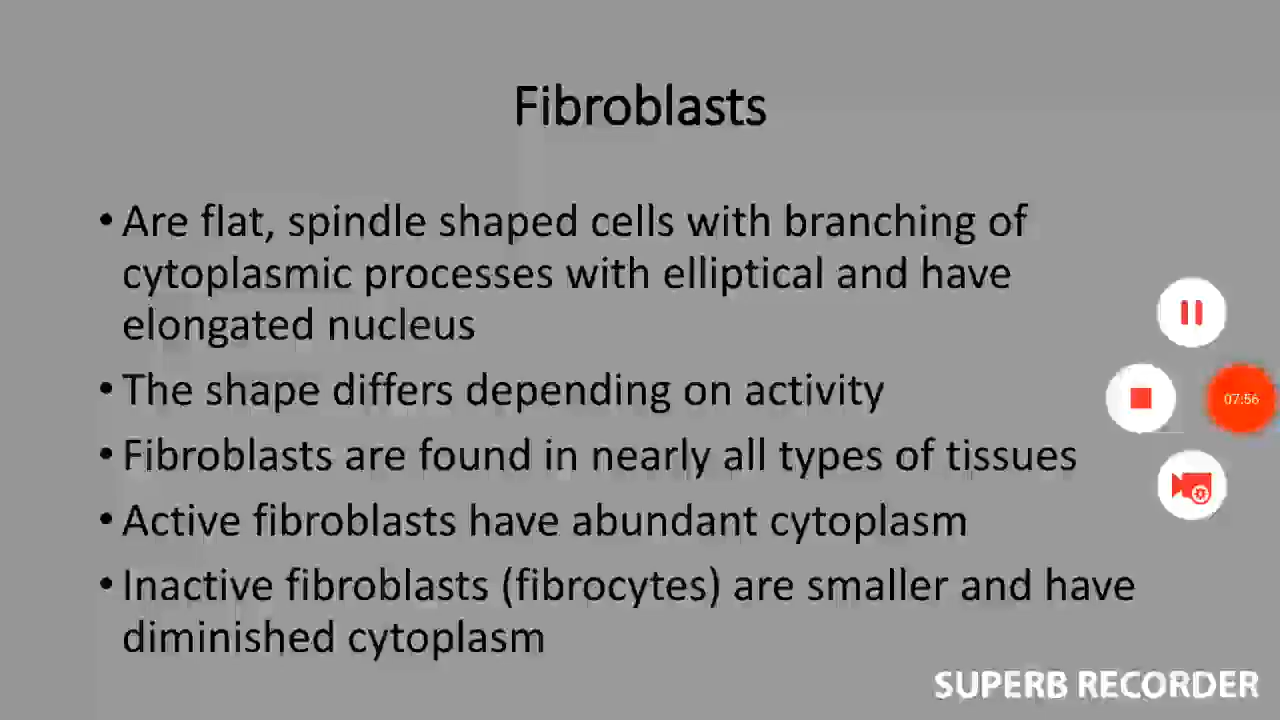 Fibroblasts
• Are flat, spindle shaped cells with branching of
cytoplasmic processes with elliptical and have
elongated nucleus
• The shape differs depending on activity
• Fibroblasts are found in nearly all types of tissues
• Active fibroblasts have abundant cytoplasm
• Inactive fibroblasts (fibrocytes) are smaller and have
diminished cytoplasm
07:56
SUPERB RECORDER